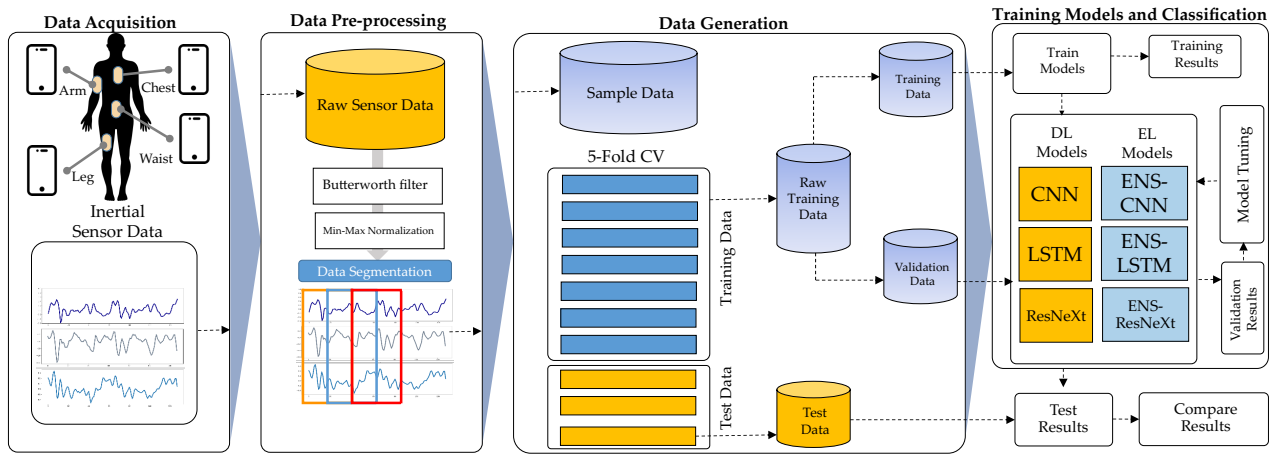 Data Acquisition
Arm
Chest
Waist
Leg
Inertial
Sensor Data
Data Pre-processing
Raw Sensor Data
Butterworth filter
Min-Max Normalization
Data Segmentation
Data Generation
Sample Data
5-Fold CV
Training Data
Test Data
Raw
Training
Data
Training
Data
Validation
Data
Test
Data
Training Models and Classification
Train
Models
Training
Results
DL
Models
EL
Models
CNN
ENS-
CNN
LSTM
ENS-
LSTM
ResNeXt
ENS-
ResNeXt
Model Tuning
Validation
Results
Test
Results
Compare
Results